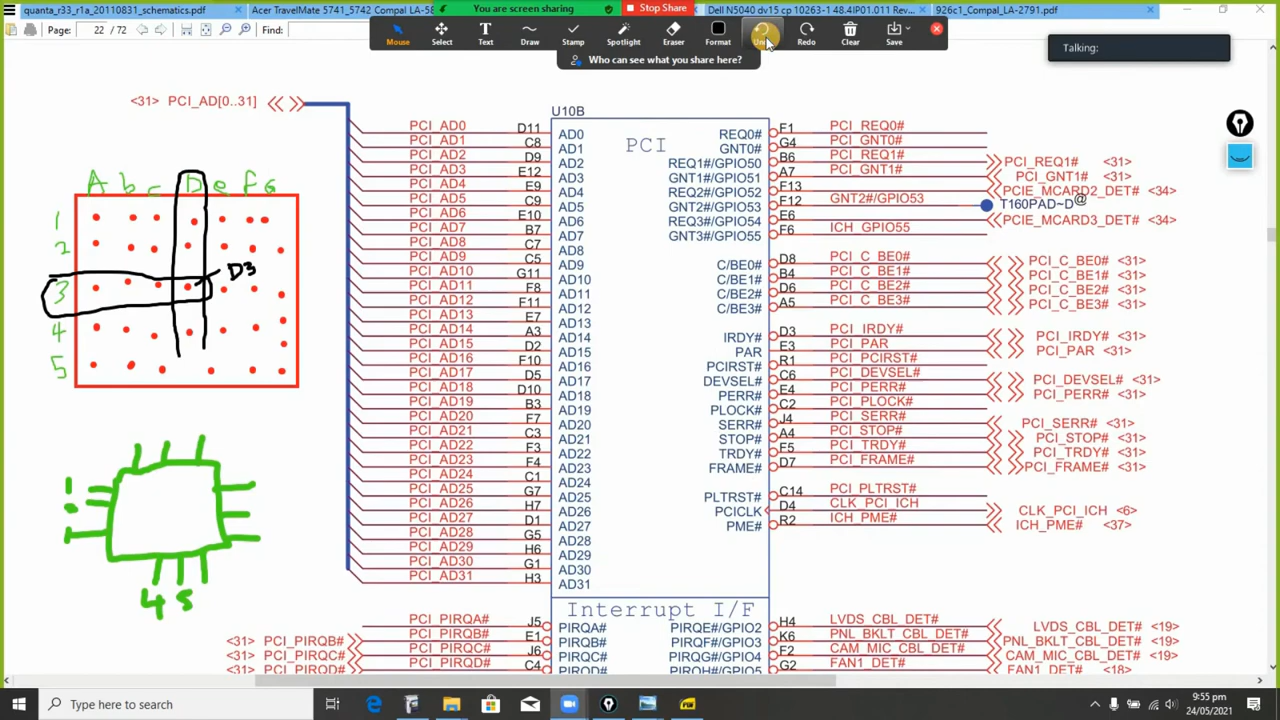 quanta_r33_r1a_20110831_schematics.pdf
Acer TravelMate 5741_5742 Compal LA-58
You are screen sharing
Stop Share
Dell N5040 dv15 cp 10263-1 48.4IP01.011 Rev...
926c1_Compal_LA-2791.pdf
Page: 22 / 72
Find:
Mouse
Select
Text
Draw
Stamp
Spotlight
Eraser
Format
Undo
Redo
Clear
Save
Who can see what you share here?
Talking:
<31> PCI_AD[0..31]
U10B
PCI
PCI_AD0 D11 AD0
PCI_AD1 C8 AD1
PCI_AD2 D9 AD2
PCI_AD3 E12 AD3
PCI_AD4 E9 AD4
PCI_AD5 C9 AD5
PCI_AD6 E10 AD6
PCI_AD7 B7 AD7
PCI_AD8 C7 AD8
PCI_AD9 C5 AD9
PCI_AD10 G11 AD10
PCI_AD11 F8 AD11
PCI_AD12 F11 AD12
PCI_AD13 E7 AD13
PCI_AD14 A3 AD14
PCI_AD15 D2 AD15
PCI_AD16 F10 AD16
PCI_AD17 D5 AD17
PCI_AD18 D10 AD18
PCI_AD19 B3 AD19
PCI_AD20 F7 AD20
PCI_AD21 C3 AD21
PCI_AD22 F3 AD22
PCI_AD23 F4 AD23
PCI_AD24 C1 AD24
PCI_AD25 G7 AD25
PCI_AD26 H7 AD26
PCI_AD27 D1 AD27
PCI_AD28 G5 AD28
PCI_AD29 H6 AD29
PCI_AD30 G1 AD30
PCI_AD31 H3 AD31
REQ0# F1 PCI_REQ0#
GNT0# G4 PCI_GNT0#
REQ1#/GPIO50 B6 PCI_REQ1# PCI_REQ1# <31>
GNT1#/GPIO51 A7 PCI_GNT1# PCI_GNT1# <31>
REQ2#/GPIO52 F13 PCIE_MCARD2_DET# <34>
GNT2#/GPIO53 F12 GNT2#/GPIO53 T160PAD~D@
REQ3#/GPIO54 E6 PCIE_MCARD3_DET# <34>
GNT3#/GPIO55 F6 ICH_GPIO55
C/BE0# D8 PCI_C_BE0# PCI_C_BE0# <31>
C/BE1# B4 PCI_C_BE1# PCI_C_BE1# <31>
C/BE2# D6 PCI_C_BE2# PCI_C_BE2# <31>
C/BE3# A5 PCI_C_BE3# PCI_C_BE3# <31>
IRDY# D3 PCI_IRDY# PCI_IRDY# <31>
PAR E3 PCI_PAR PCI_PAR <31>
PCIRST# R1 PCI_PCIRST#
DEVSEL# C6 PCI_DEVSEL# PCI_DEVSEL# <31>
PERR# E4 PCI_PERR# PCI_PERR# <31>
PLOCK# C2 PCI_PLOCK#
SERR# J4 PCI_SERR# PCI_SERR# <31>
STOP# A4 PCI_STOP# PCI_STOP# <31>
TRDY# F5 PCI_TRDY# PCI_TRDY# <31>
FRAME# D7 PCI_FRAME# PCI_FRAME# <31>
PLTRST# C14 PCI_PLTRST#
PCICLK D4 CLK_PCI_ICH CLK_PCI_ICH <6>
PME# R2 ICH_PME# ICH_PME# <37>
A b c D e f G
1
2
D3
3
4
5
4 5
Interrupt I/F
PCI_PIRQA# J5 PIRQA#
<31> PCI_PIRQB# PCI_PIRQB# E1 PIRQB#
<31> PCI_PIRQC# PCI_PIRQC# J6 PIRQC#
<31> PCI_PIRQD# PCI_PIRQD# C4 PIRQD#
PIRQE#/GPIO2 H4 LVDS_CBL_DET# LVDS_CBL_DET# <19>
PIRQF#/GPIO3 K6 PNL_BKLT_CBL_DET# PNL_BKLT_CBL_DET# <19>
PIRQG#/GPIO4 F2 CAM_MIC_CBL_DET# CAM_MIC_CBL_DET# <19>
PIRQH#/GPIO5 G2 FAN1_DET# FAN1_DET# <18>
Type here to search
9:55 pm
24/05/2021